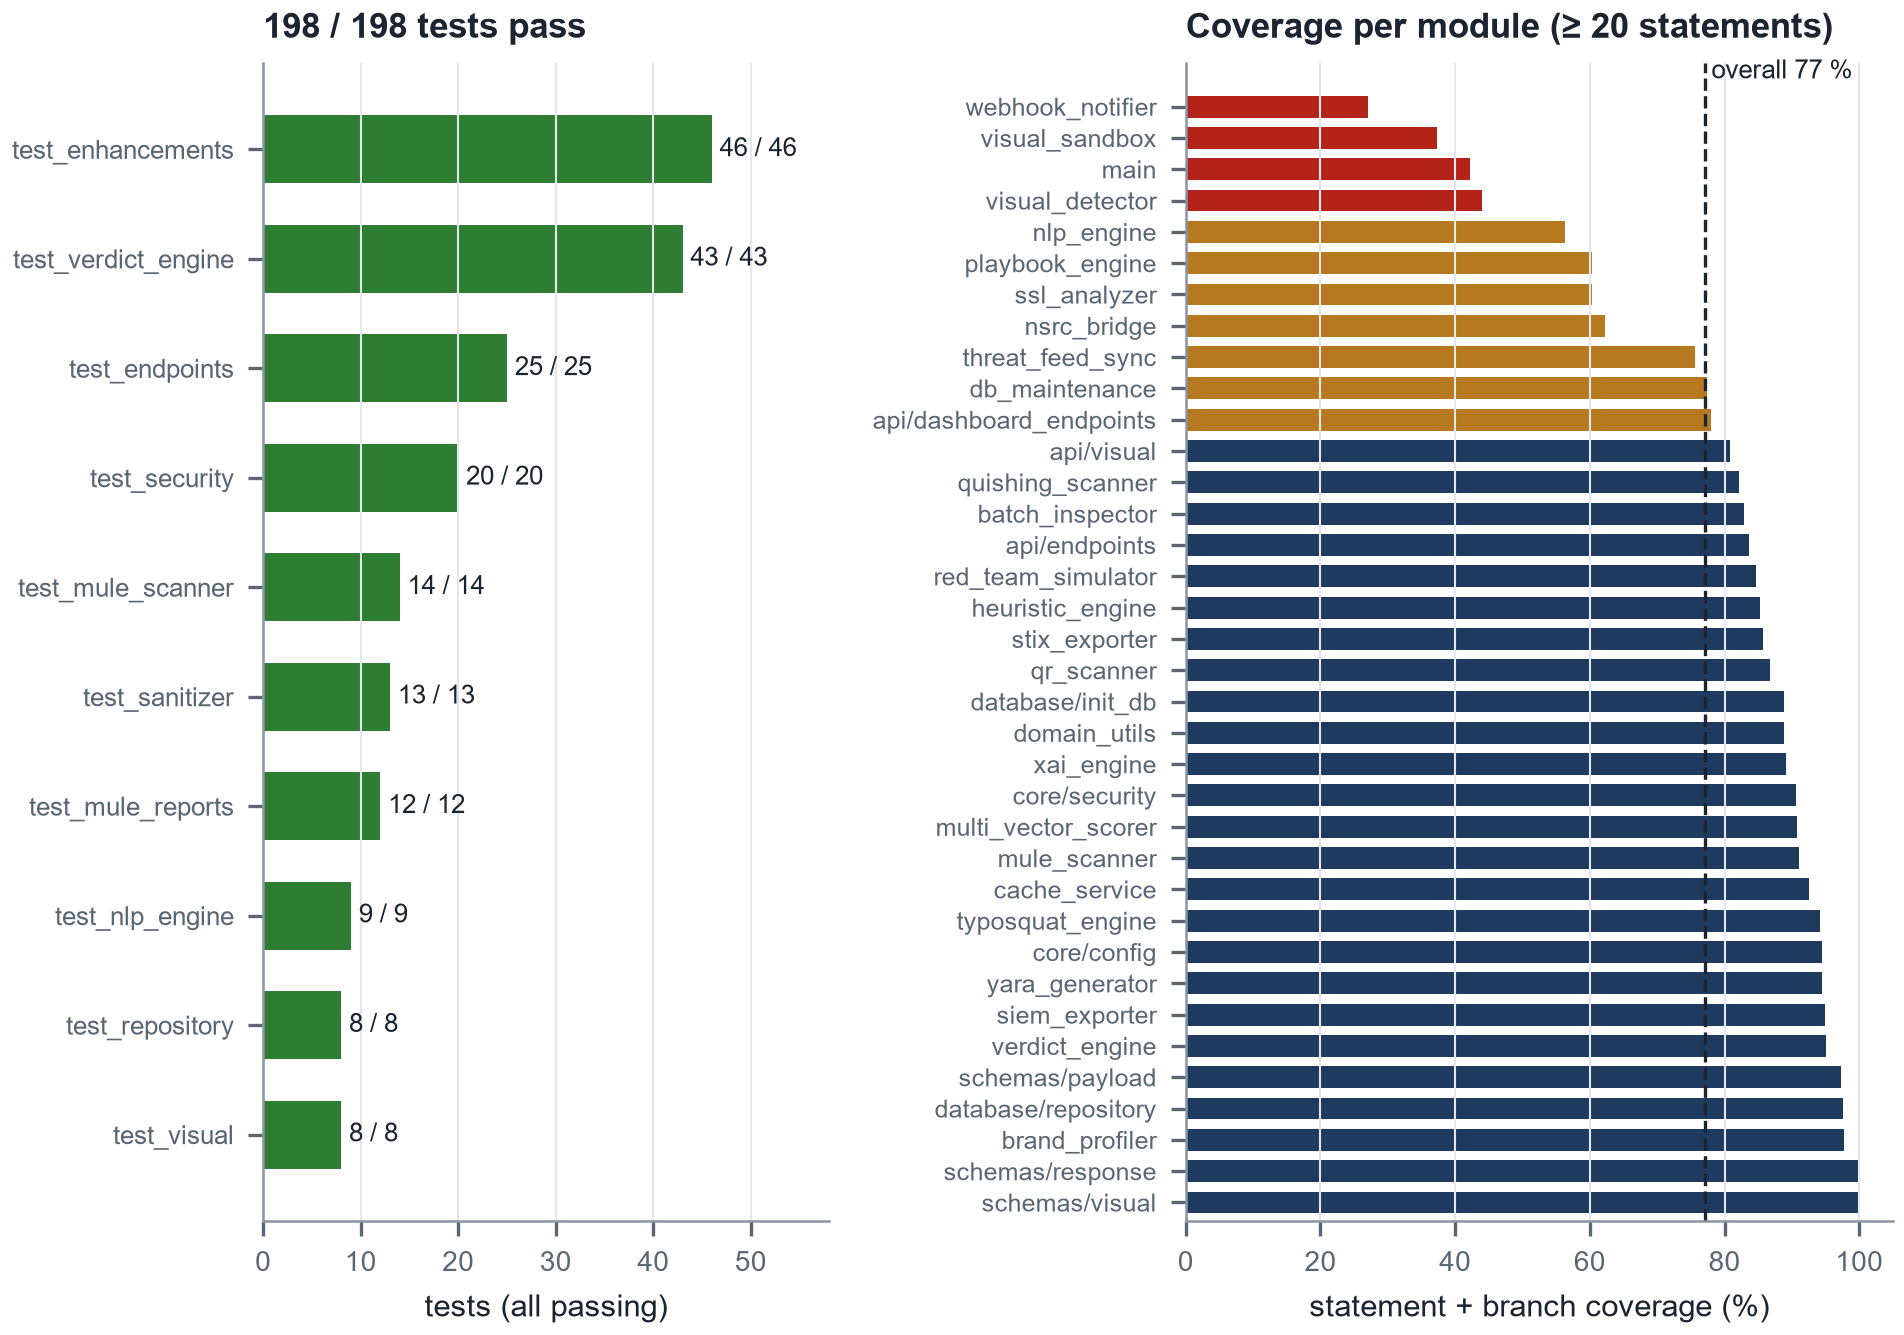 198 / 198 tests pass
test_enhancements
46 / 46
test_verdict_engine
43 / 43
test_endpoints
25 / 25
test_security
20 / 20
test_mule_scanner
14 / 14
test_sanitizer
13 / 13
test_mule_reports
12 / 12
test_nlp_engine
9 / 9
test_repository
8 / 8
test_visual
8 / 8
0 10 20 30 40 50
tests (all passing)
Coverage per module (≥ 20 statements)
overall 77 %
webhook_notifier
visual_sandbox
main
visual_detector
nlp_engine
playbook_engine
ssl_analyzer
nsrc_bridge
threat_feed_sync
db_maintenance
api/dashboard_endpoints
api/visual
quishing_scanner
batch_inspector
api/endpoints
red_team_simulator
heuristic_engine
stix_exporter
qr_scanner
database/init_db
domain_utils
xai_engine
core/security
multi_vector_scorer
mule_scanner
cache_service
typosquat_engine
core/config
yara_generator
siem_exporter
verdict_engine
schemas/payload
database/repository
brand_profiler
schemas/response
schemas/visual
0 20 40 60 80 100
statement + branch coverage (%)